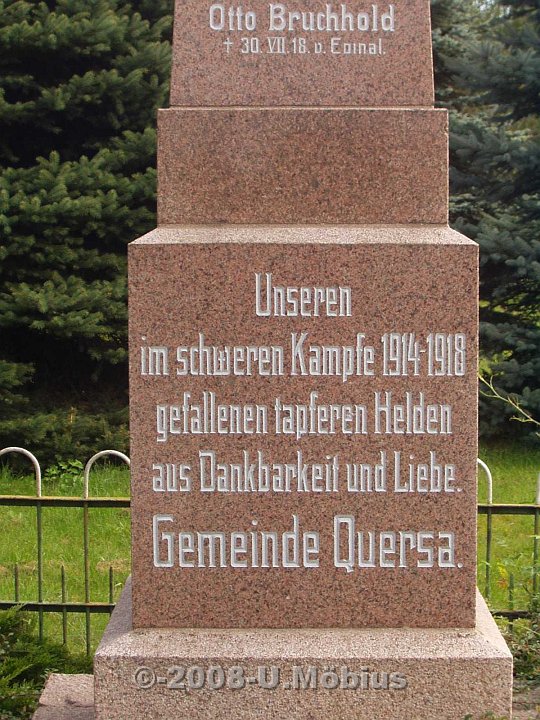 Otto Bruchhold
† 30. VII. 18. v. Epinal.
Unseren
im schweren Kampfe 1914-1918
gefallenen tapferen Helden
aus Dankbarkeit und Liebe.
Gemeinde Quersa.
©-2008-U.Möbius